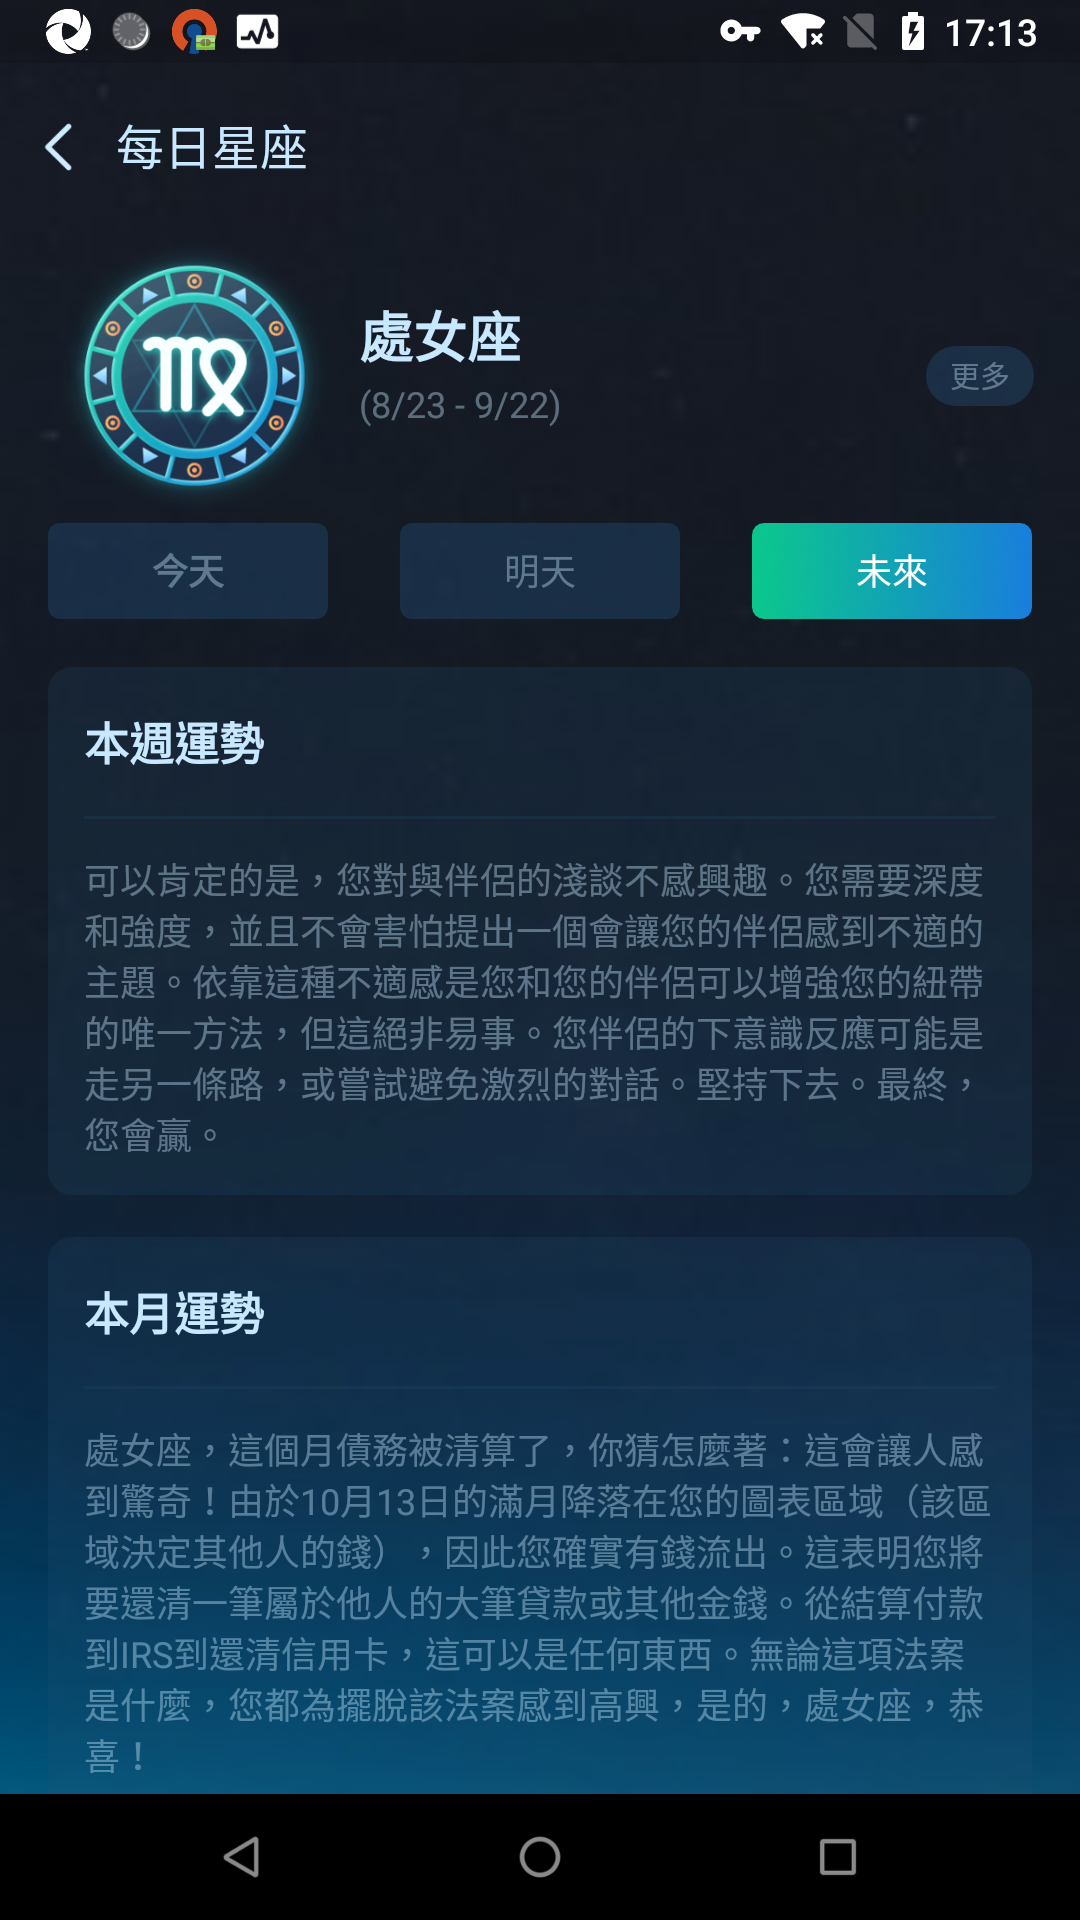 17:13
每日星座
處女座
(8/23 - 9/22)
更多
今天
明天
未來
本週運勢
可以肯定的是，您對與伴侶的淺談不感興趣。您需要深度
和強度，並且不會害怕提出一個會讓您的伴侶感到不適的
主題。依靠這種不適感是您和您的伴侶可以增強您的紐帶
的唯一方法，但這絕非易事。您伴侶的下意識反應可能是
走另一條路，或嘗試避免激烈的對話。堅持下去。最終，
您會贏。
本月運勢
處女座，這個月債務被清算了，你猜怎麼著：這會讓人感
到驚奇！由於10月13日的滿月降落在您的圖表區域（該區
域決定其他人的錢），因此您確實有錢流出。這表明您將
要還清一筆屬於他人的大筆貸款或其他金錢。從結算付款
到IRS到還清信用卡，這可以是任何東西。無論這項法案
是什麼，您都為擺脫該法案感到高興，是的，處女座，恭
喜！